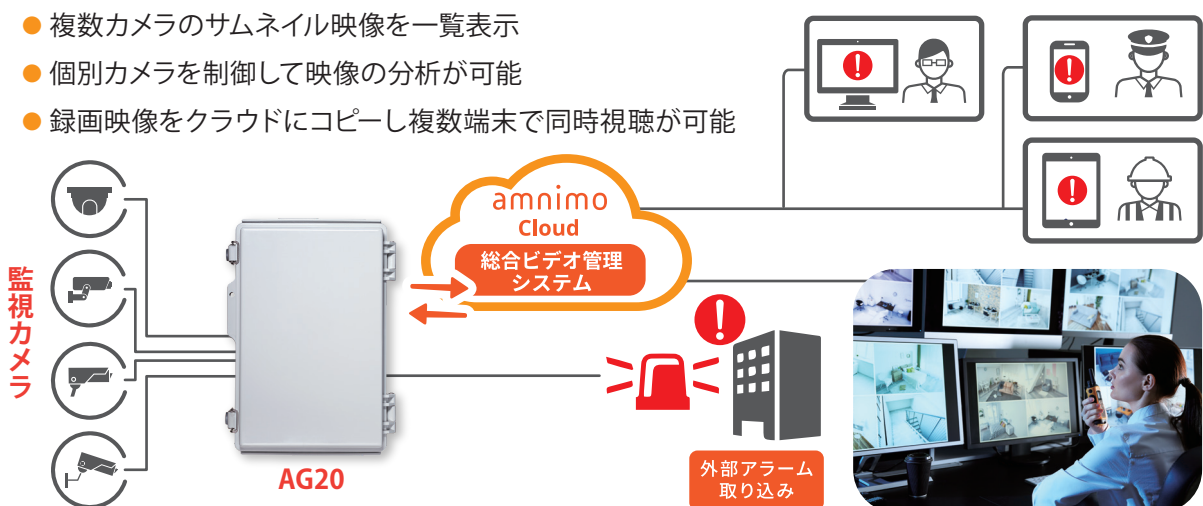 複数カメラのサムネイル映像を一覧表示
個別カメラを制御して映像の分析が可能
録画映像をクラウドにコピーし複数端末で同時視聴が可能
監視カメラ
AG20
amnimo
Cloud
総合ビデオ管理
システム
外部アラーム
取り込み